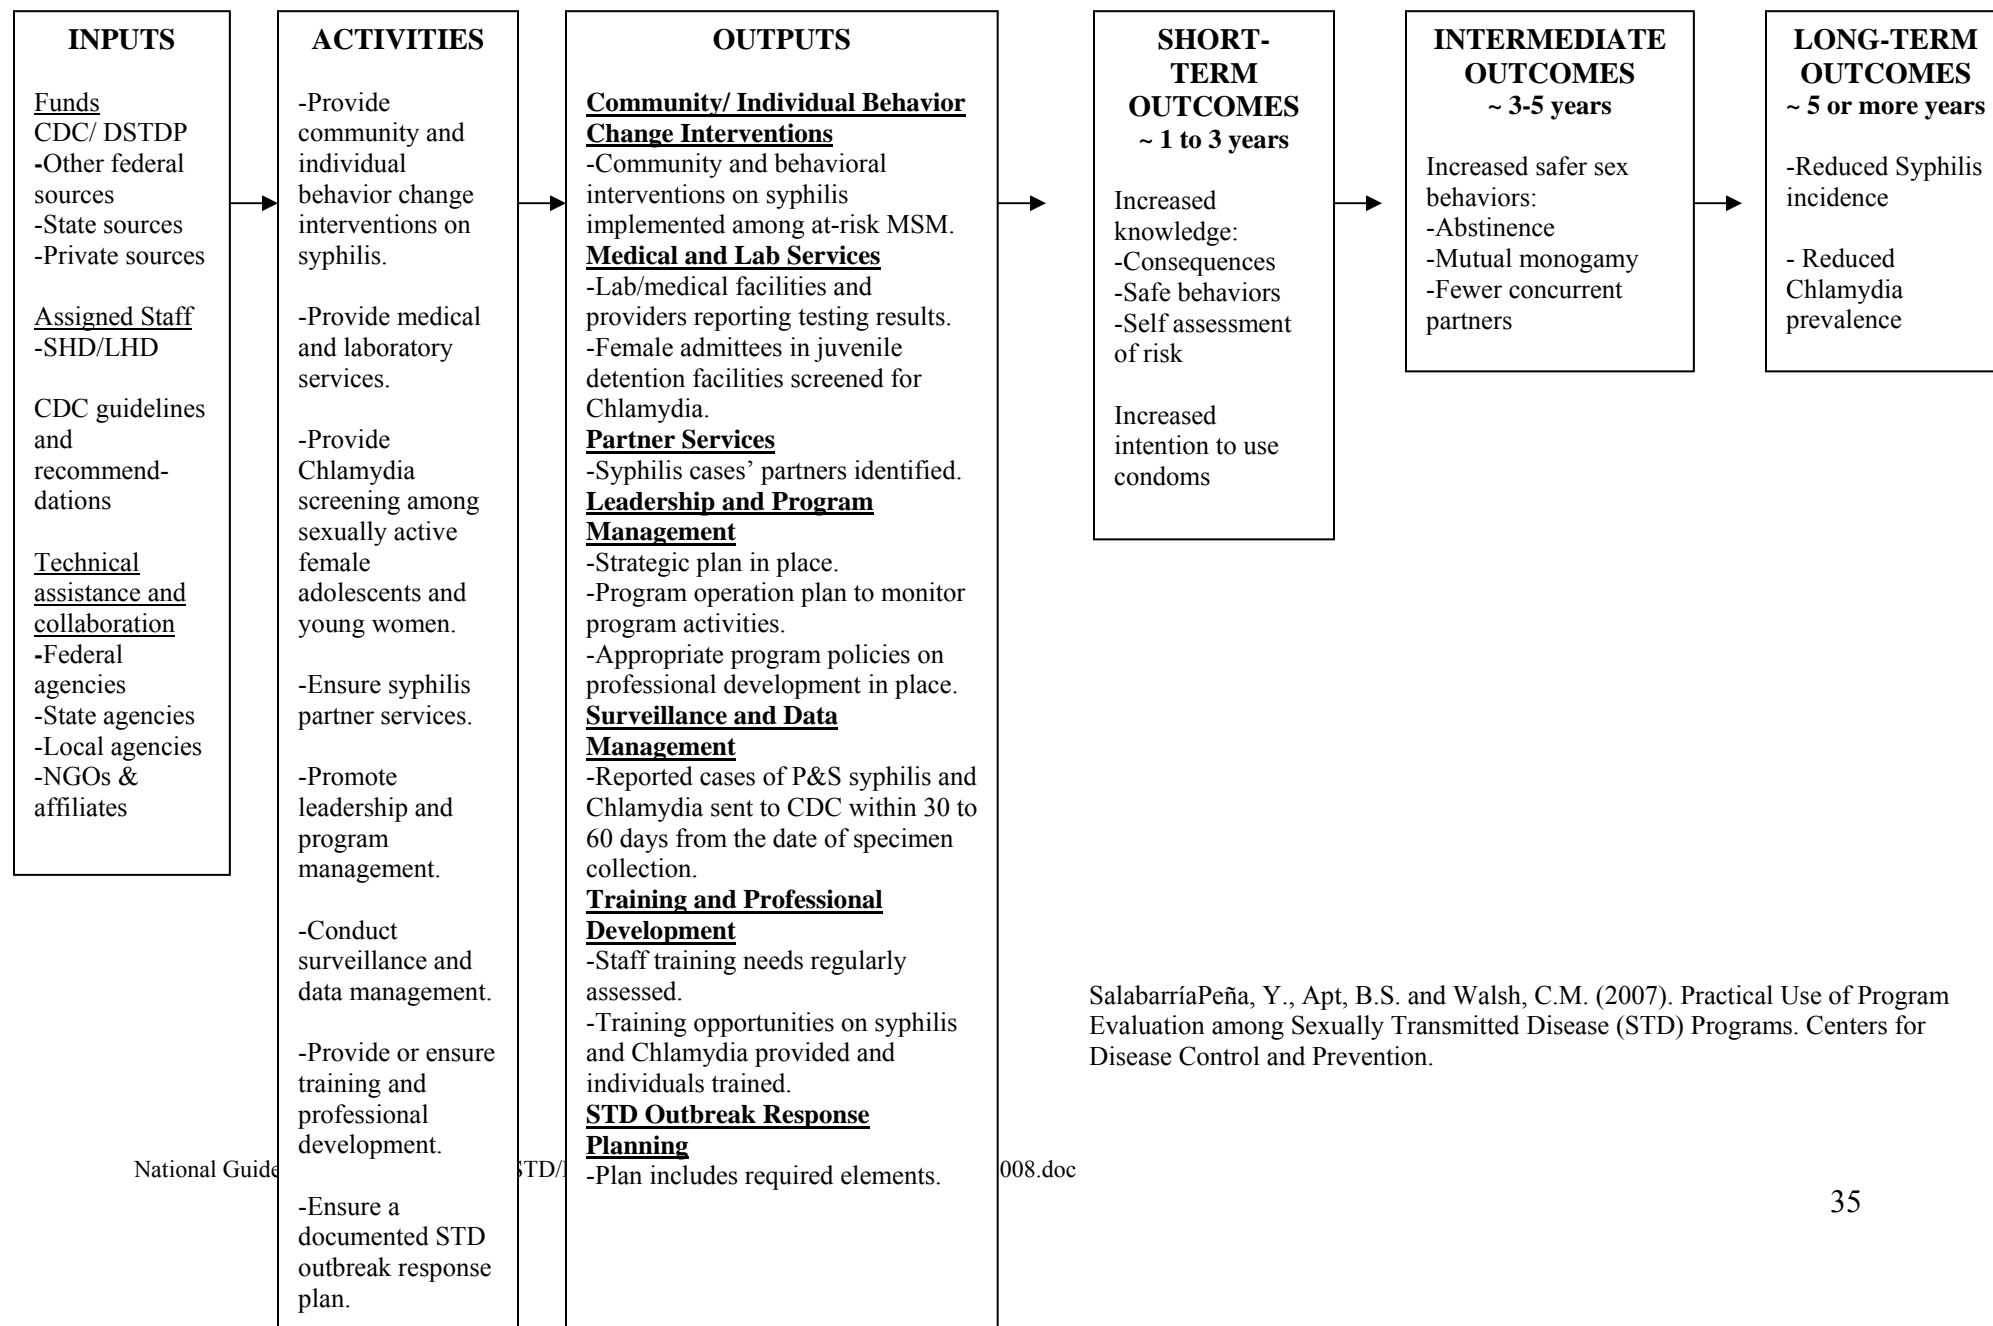 INPUTS
Funds
CDC/ DSTDP
-Other federal
sources
-State sources
-Private sources
Assigned Staff
-SHD/LHD
CDC guidelines
and
recommend-
dations
Technical
assistance and
collaboration
-Federal
agencies
-State agencies
-Local agencies
-NGOs &
affiliates
ACTIVITIES
-Provide
community and
individual
behavior change
interventions on
syphilis.
-Provide medical
and laboratory
services.
-Provide
Chlamydia
screening among
sexually active
female
adolescents and
young women.
-Ensure syphilis
partner services.
-Promote
leadership and
program
management.
-Conduct
surveillance and
data management.
-Provide or ensure
training and
professional
development.
-Ensure a
documented STD
outbreak response
plan.
OUTPUTS
Community/ Individual Behavior
Change Interventions
-Community and behavioral
interventions on syphilis
implemented among at-risk MSM.
Medical and Lab Services
-Lab/medical facilities and
providers reporting testing results.
-Female admittees in juvenile
detention facilities screened for
Chlamydia.
Partner Services
-Syphilis cases’ partners identified.
Leadership and Program
Management
-Strategic plan in place.
-Program operation plan to monitor
program activities.
-Appropriate program policies on
professional development in place.
Surveillance and Data
Management
-Reported cases of P&S syphilis and
Chlamydia sent to CDC within 30 to
60 days from the date of specimen
collection.
Training and Professional
Development
-Staff training needs regularly
assessed.
-Training opportunities on syphilis
and Chlamydia provided and
individuals trained.
STD Outbreak Response
Planning
-Plan includes required elements.
SHORT-
TERM
OUTCOMES
~ 1 to 3 years
Increased
knowledge:
-Consequences
-Safe behaviors
-Self assessment
of risk
Increased
intention to use
condoms
INTERMEDIATE
OUTCOMES
~ 3-5 years
Increased safer sex
behaviors:
-Abstinence
-Mutual monogamy
-Fewer concurrent
partners
LONG-TERM
OUTCOMES
~ 5 or more years
-Reduced Syphilis
incidence
- Reduced
Chlamydia
prevalence
SalabarríaPeña, Y., Apt, B.S. and Walsh, C.M. (2007). Practical Use of Program
Evaluation among Sexually Transmitted Disease (STD) Programs. Centers for
Disease Control and Prevention.
National Guide STD/ 008.doc
35